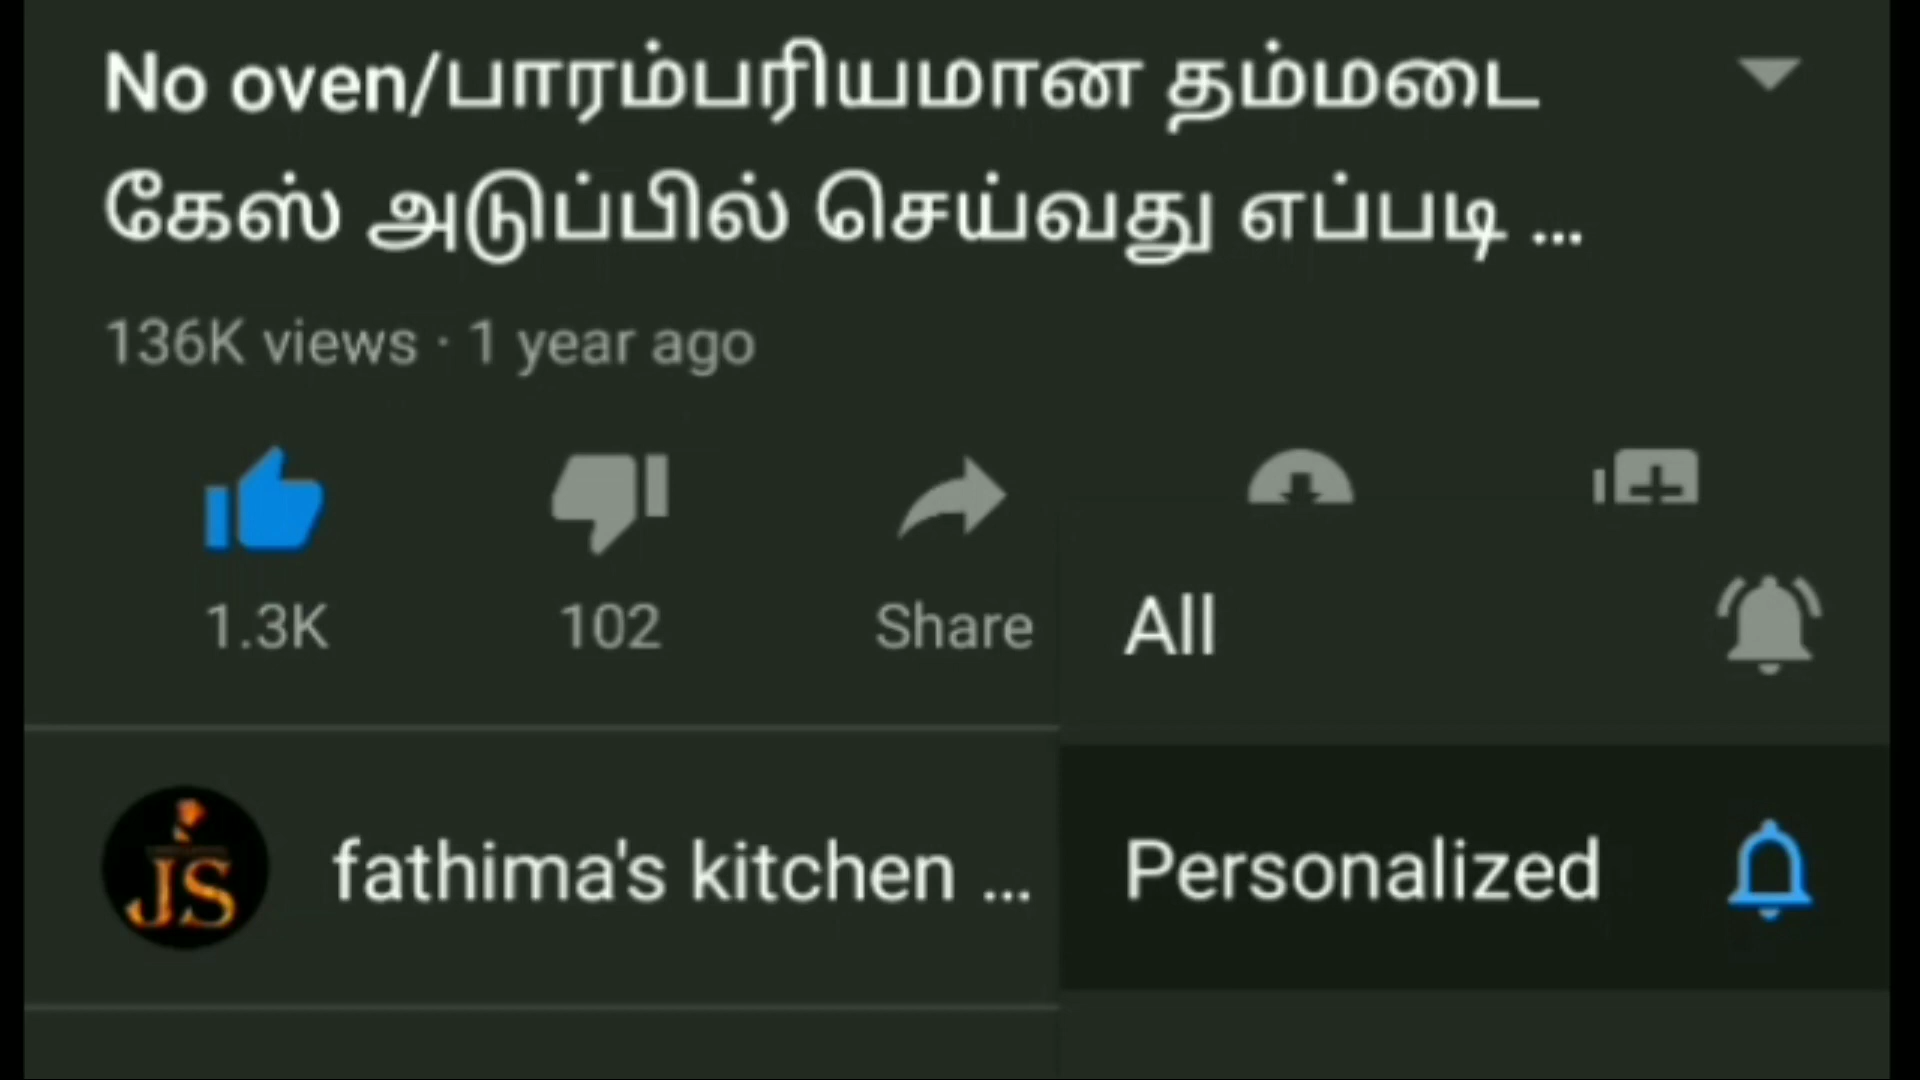 No oven/பாரம்பரியமான தம்மடை
கேஸ் அடுப்பில் செய்வது எப்படி ...
136K views · 1 year ago
1.3K
102
Share
All
JS
fathima's kitchen ...
Personalized